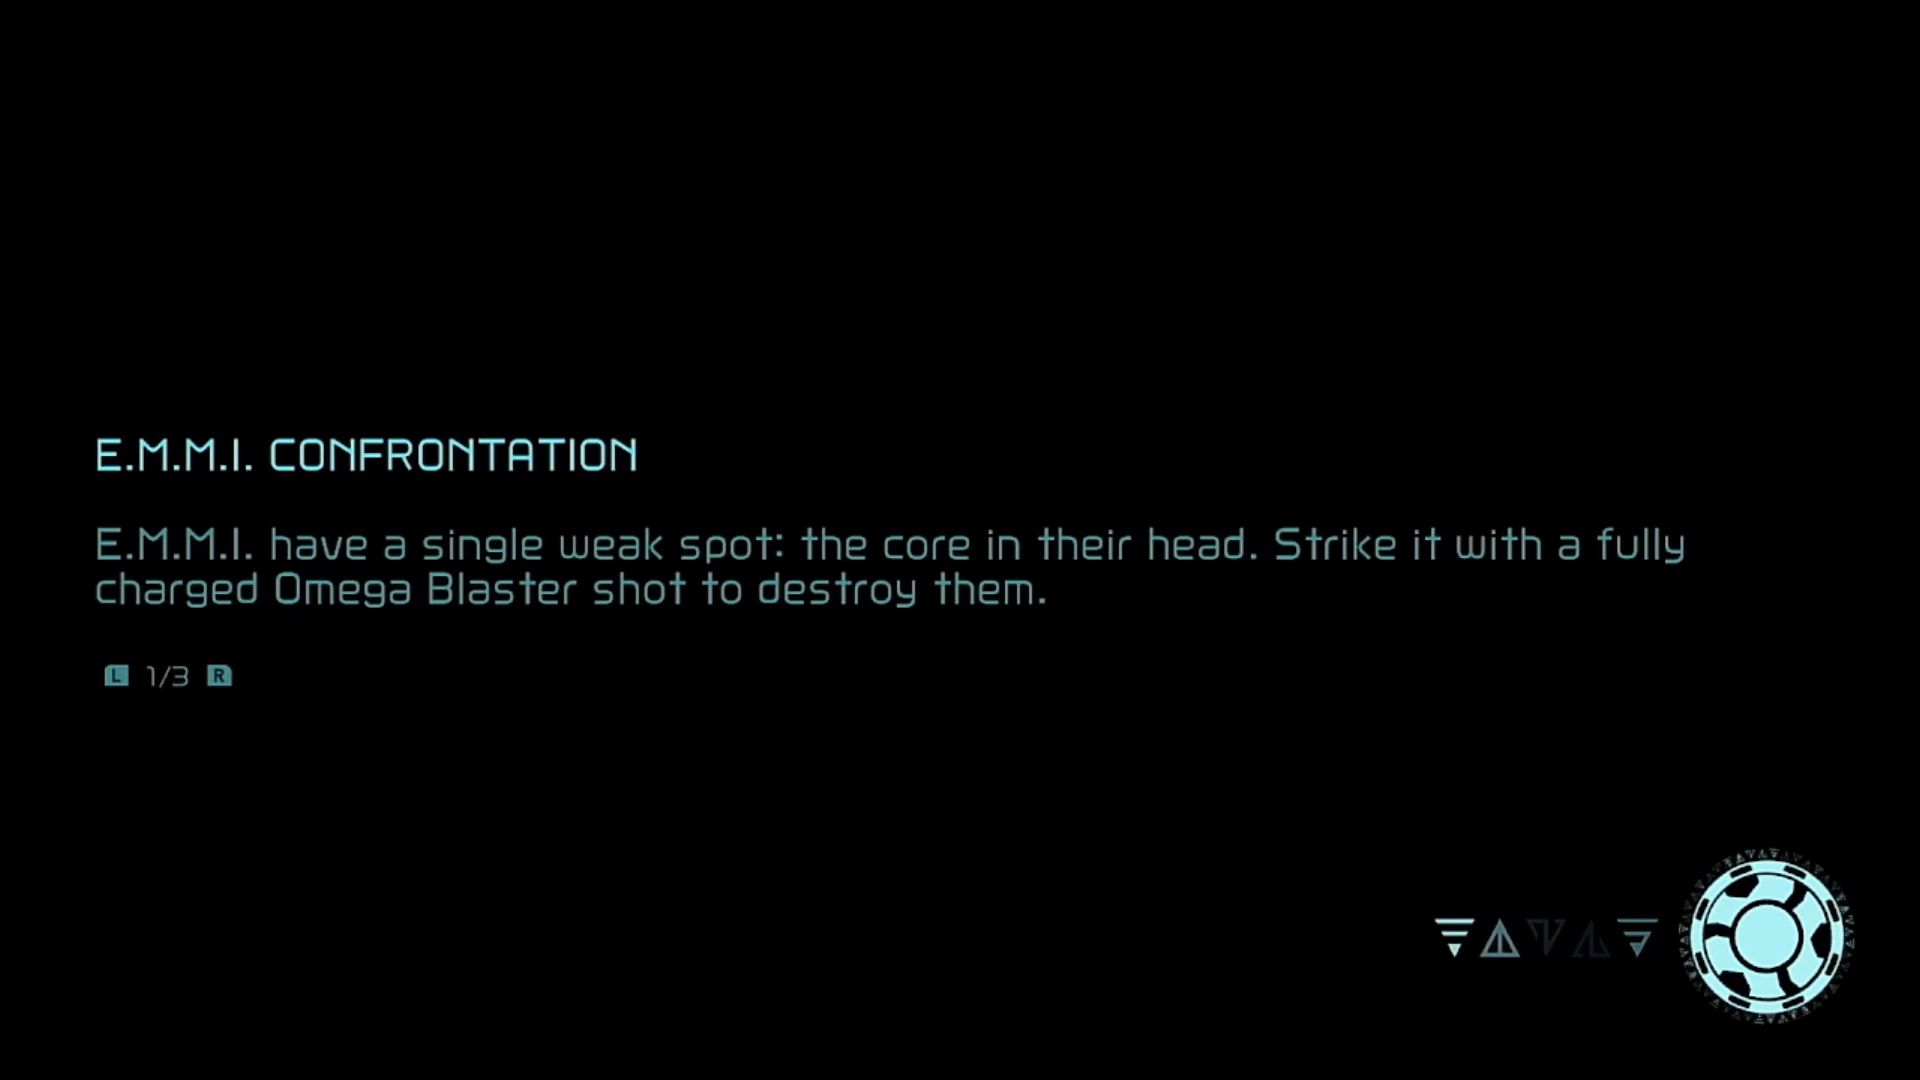 E.M.M.I. CONFRONTATION
E.M.M.I. have a single weak spot: the core in their head. Strike it with a fully
charged Omega Blaster shot to destroy them.
L 1/3 R